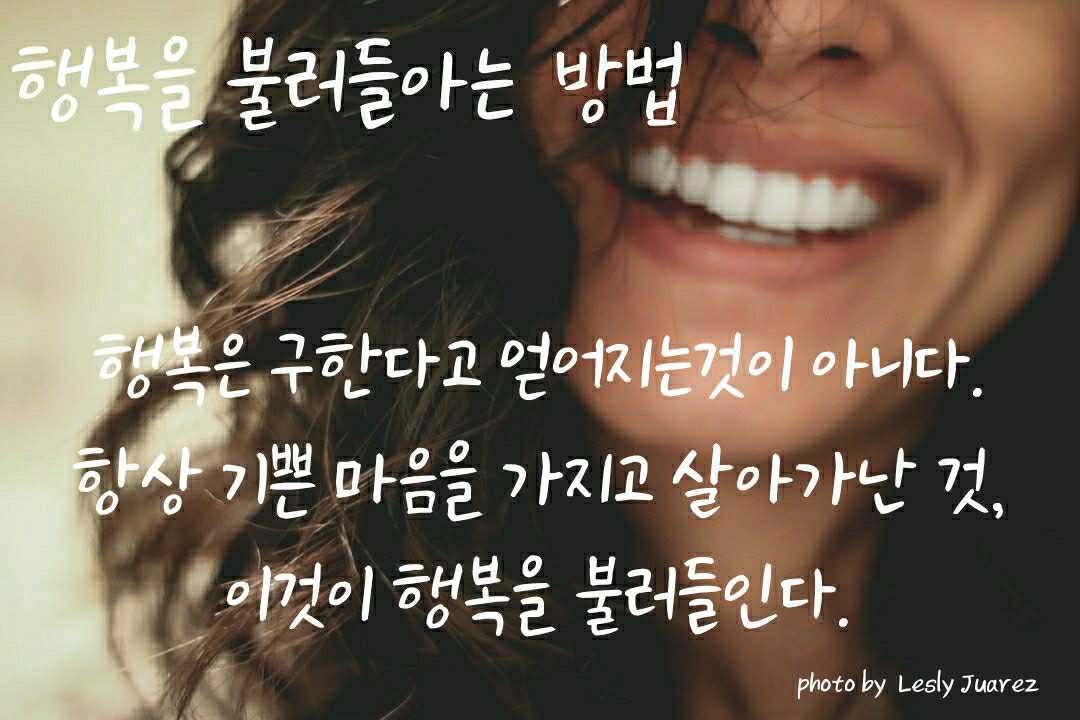 행복을 불러들아는 방법
행복은 구한다고 얻어지는것이 아니다.
항상 기쁜 마음을 가지고 살아가난 것,
이것이 행복을 불러들인다.
photo by Lesly Juarez